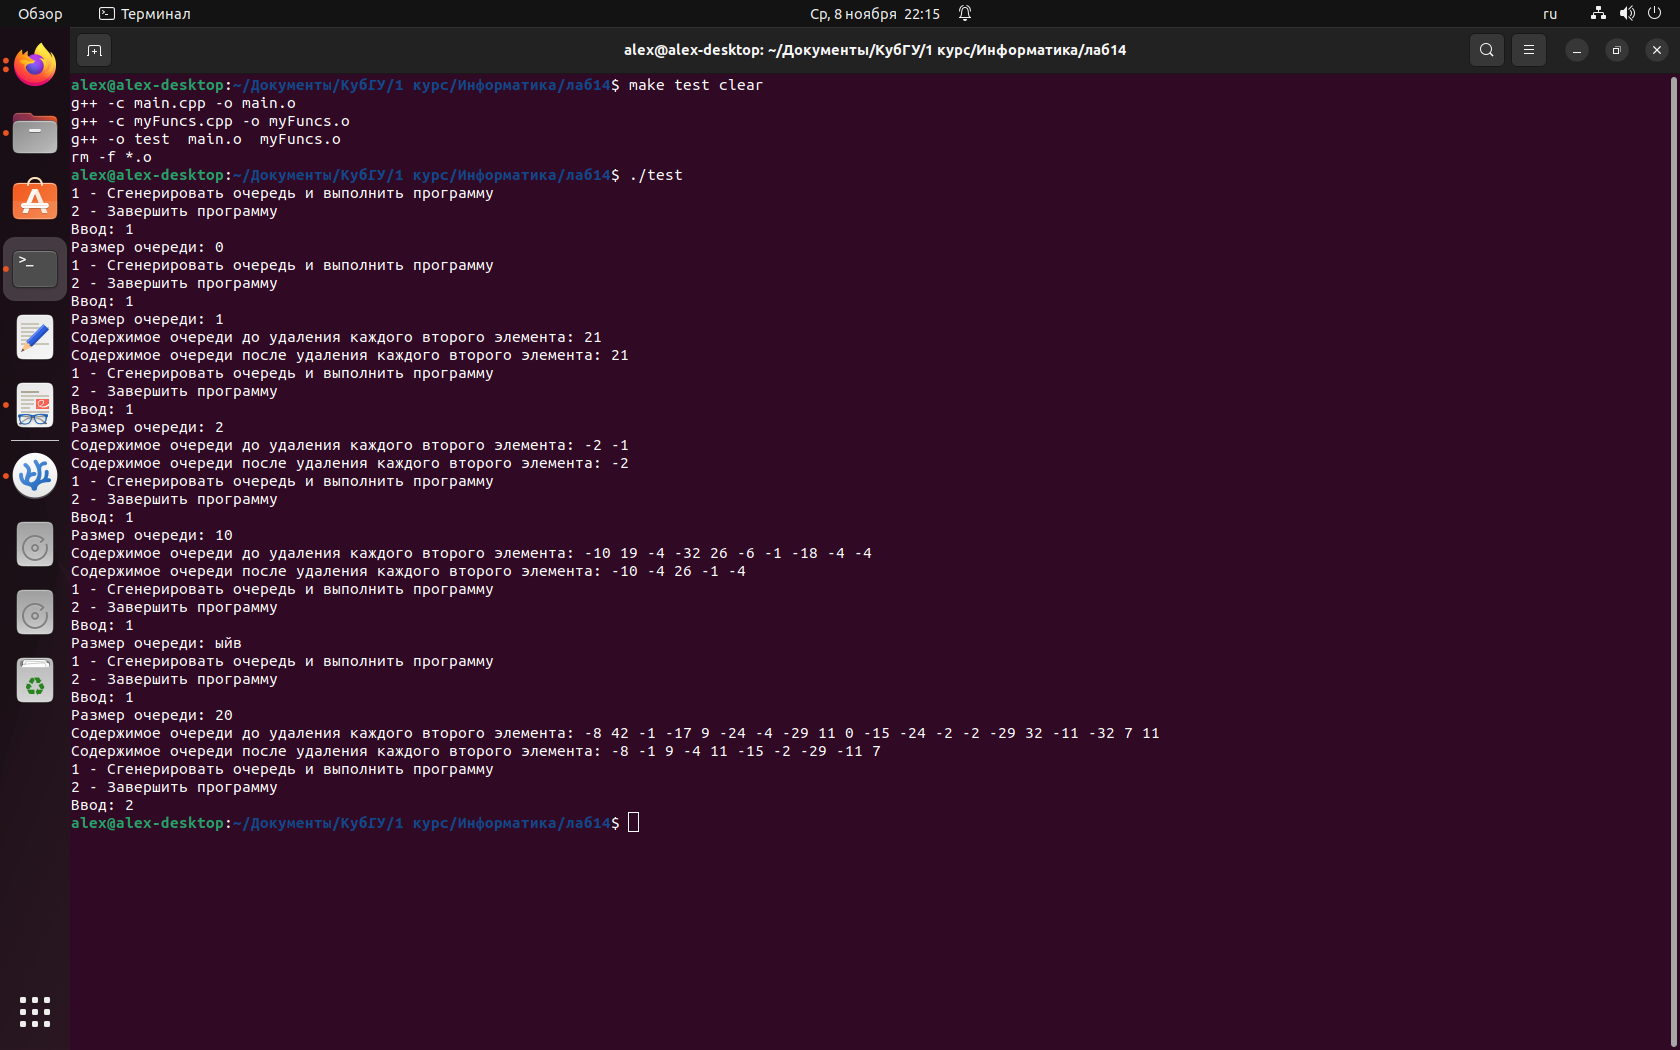 Обзор Терминал Ср, 8 ноября 22:15 ru
alex@alex-desktop: ~/Документы/КубГУ/1 курс/Информатика/лаб14
alex@alex-desktop:~/Документы/КубГУ/1 курс/Информатика/лаб14$ make test clear
g++ -c main.cpp -o main.o
g++ -c myFuncs.cpp -o myFuncs.o
g++ -o test  main.o  myFuncs.o
rm -f *.o
alex@alex-desktop:~/Документы/КубГУ/1 курс/Информатика/лаб14$ ./test
1 - Сгенерировать очередь и выполнить программу
2 - Завершить программу
Ввод: 1
Размер очереди: 0
1 - Сгенерировать очередь и выполнить программу
2 - Завершить программу
Ввод: 1
Размер очереди: 1
Содержимое очереди до удаления каждого второго элемента: 21
Содержимое очереди после удаления каждого второго элемента: 21
1 - Сгенерировать очередь и выполнить программу
2 - Завершить программу
Ввод: 1
Размер очереди: 2
Содержимое очереди до удаления каждого второго элемента: -2 -1
Содержимое очереди после удаления каждого второго элемента: -2
1 - Сгенерировать очередь и выполнить программу
2 - Завершить программу
Ввод: 1
Размер очереди: 10
Содержимое очереди до удаления каждого второго элемента: -10 19 -4 -32 26 -6 -1 -18 -4 -4
Содержимое очереди после удаления каждого второго элемента: -10 -4 26 -1 -4
1 - Сгенерировать очередь и выполнить программу
2 - Завершить программу
Ввод: 1
Размер очереди: ыйв
1 - Сгенерировать очередь и выполнить программу
2 - Завершить программу
Ввод: 1
Размер очереди: 20
Содержимое очереди до удаления каждого второго элемента: -8 42 -1 -17 9 -24 -4 -29 11 0 -15 -24 -2 -2 -29 32 -11 -32 7 11
Содержимое очереди после удаления каждого второго элемента: -8 -1 9 -4 11 -15 -2 -29 -11 7
1 - Сгенерировать очередь и выполнить программу
2 - Завершить программу
Ввод: 2
alex@alex-desktop:~/Документы/КубГУ/1 курс/Информатика/лаб14$